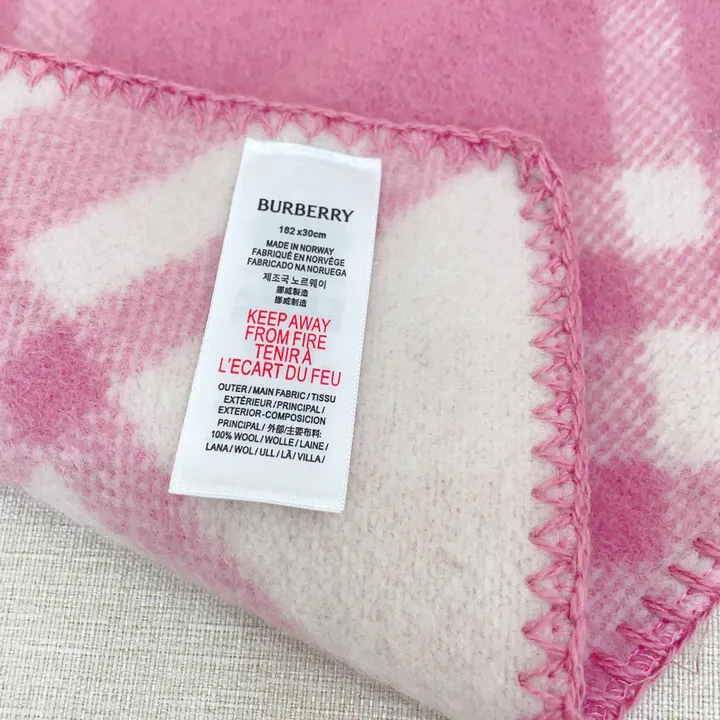 BURBERRY
182 x30cm
MADE IN NORWAY
FABRIQUÉ EN NORVÈGE
FABRICADO NA NORUEGA
제조국 노르웨이
挪威製造
挪威制造
KEEP AWAY
FROM FIRE
TENIR À
L'ECART DU FEU
OUTER / MAIN FABRIC / TISSU
EXTÉRIEUR / PRINCIPAL /
EXTERIOR-COMPOSICIÓN
PRINCIPAL / 外部/主要布料:
100% WOOL / WOLLE / LAINE /
LANA / WOL / ULL / LÃ / VILLA /